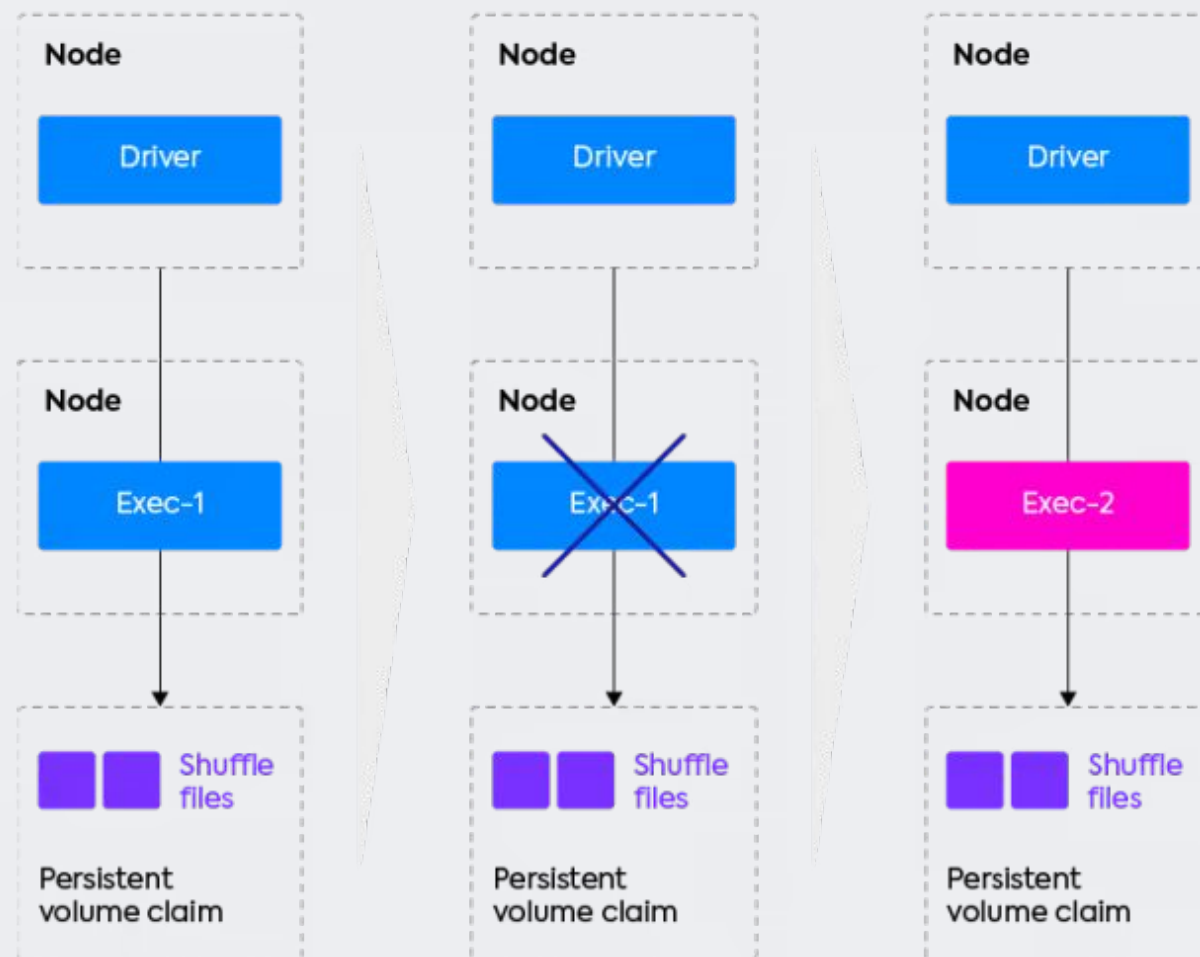 Node
Driver
Node
Exec-1
Shuffle
files
Persistent
volume claim
Node
Driver
Node
Exec-1
Shuffle
files
Persistent
volume claim
Node
Driver
Node
Exec-2
Shuffle
files
Persistent
volume claim